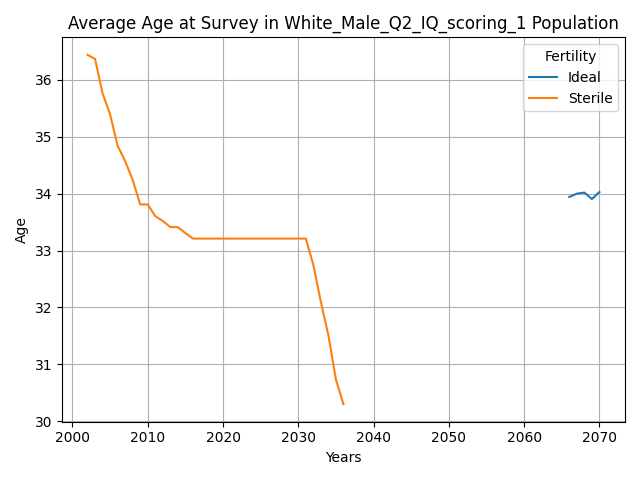 Average Age at Survey in White_Male_Q2_IQ_scoring_1 Population
Fertility
Ideal
Sterile
36
35
34
33
32
31
30
Age
2000 2010 2020 2030 2040 2050 2060 2070
Years